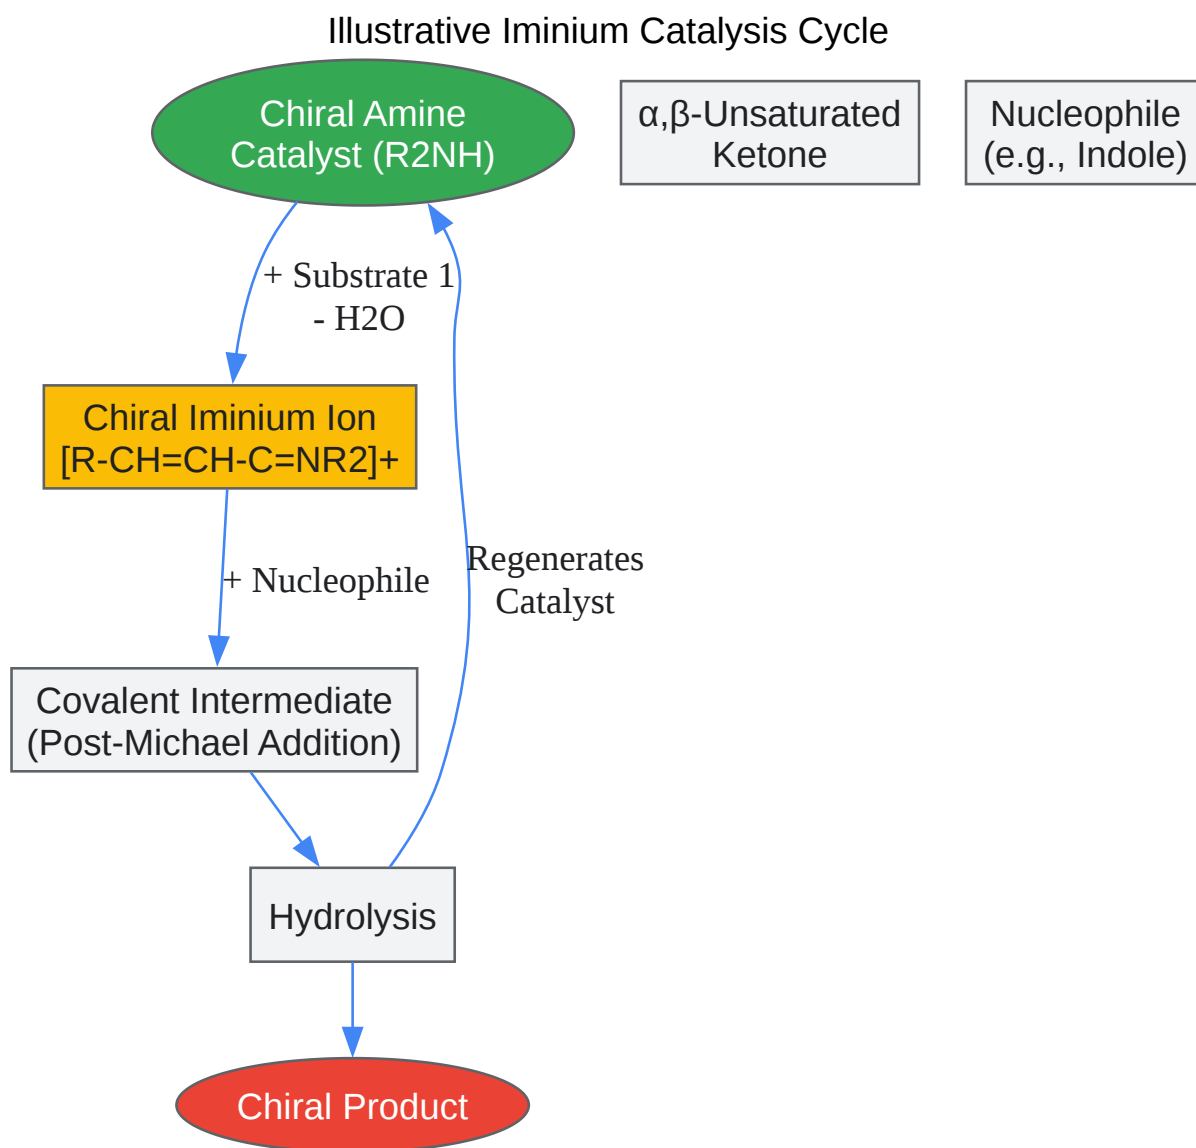 Illustrative Iminium Catalysis Cycle
Chiral Amine
Catalyst (R2NH)
α,β-Unsaturated
Ketone
Nucleophile
(e.g., Indole)
+ Substrate 1
- H2O
Chiral Iminium Ion
[R-CH=CH-C=NR2]+
+ Nucleophile
Regenerates
Catalyst
Covalent Intermediate
(Post-Michael Addition)
Hydrolysis
Chiral Product